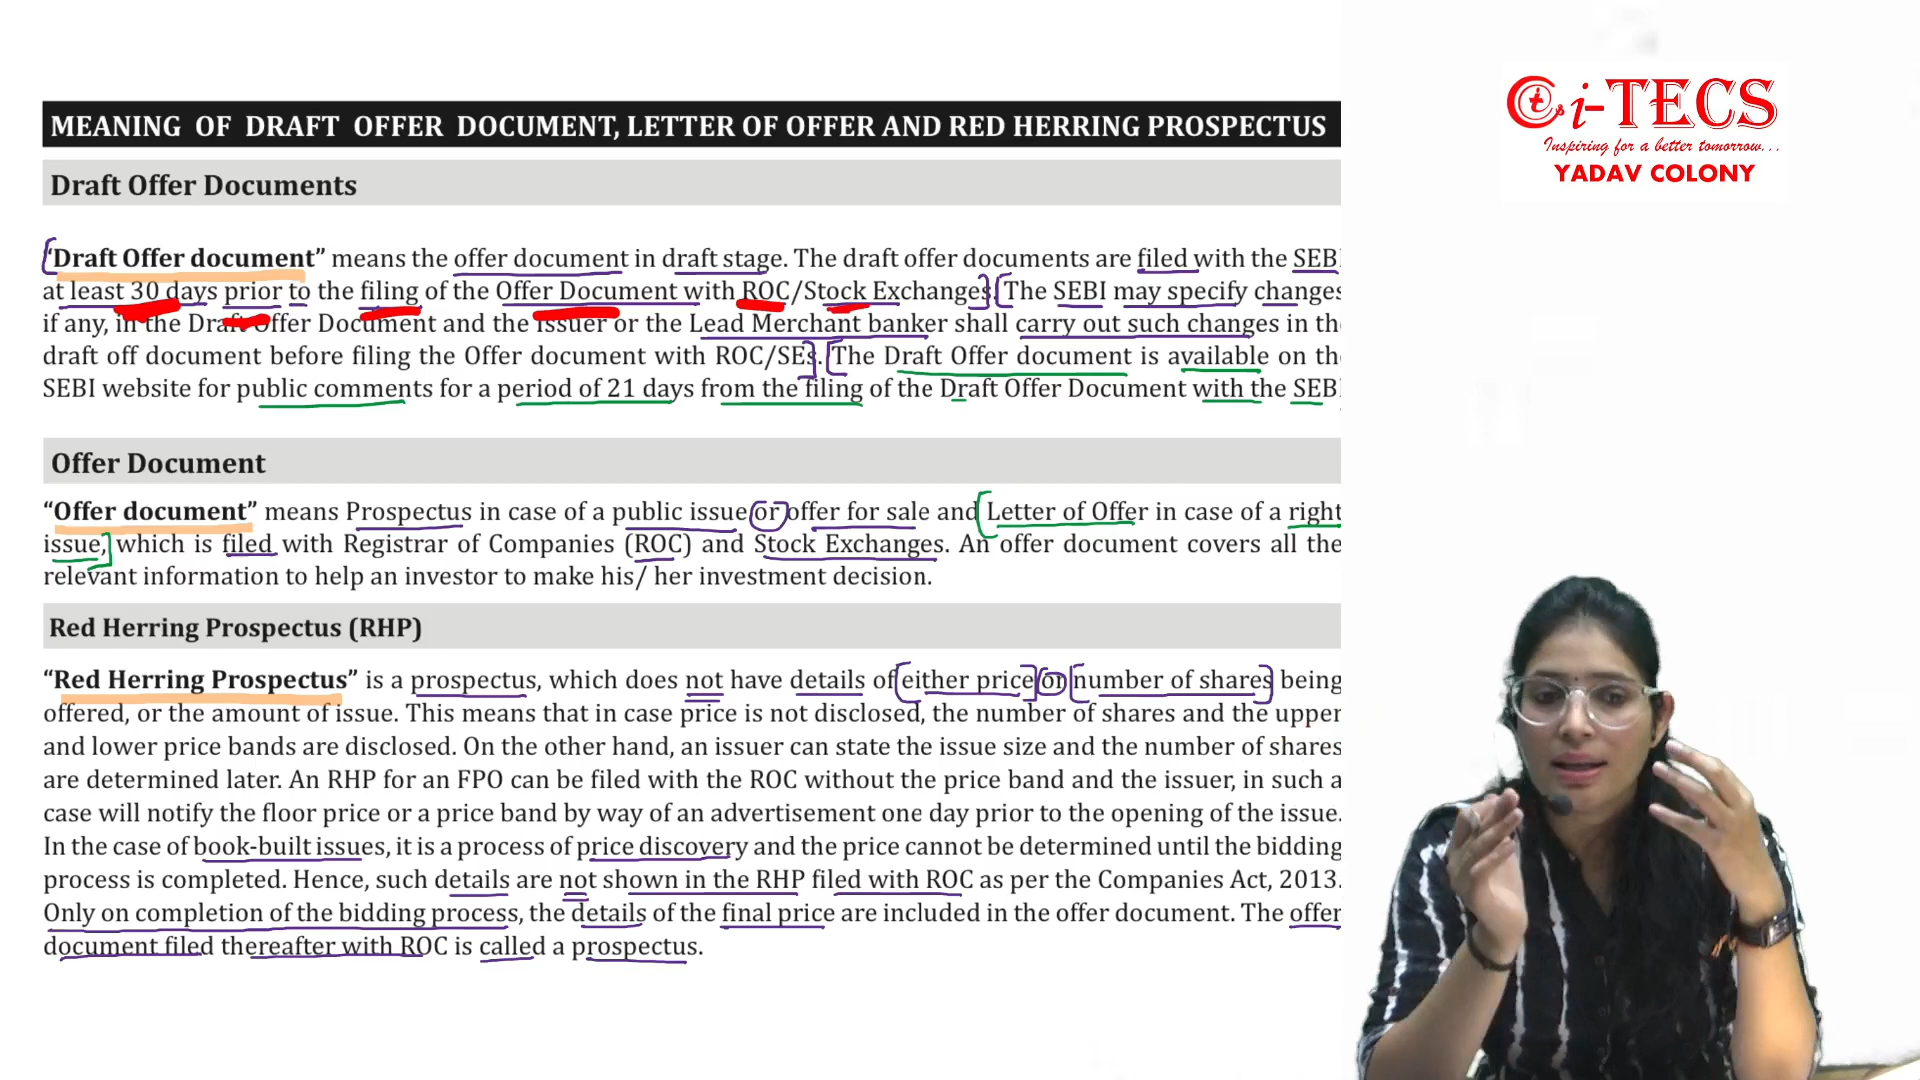 MEANING OF DRAFT OFFER DOCUMENT, LETTER OF OFFER AND RED HERRING PROSPECTUS
Draft Offer Documents
“Draft Offer document” means the offer document in draft stage. The draft offer documents are filed with the SEBI
at least 30 days prior to the filing of the Offer Document with ROC/Stock Exchanges. The SEBI may specify changes
if any, in the Draft Offer Document and the Issuer or the Lead Merchant banker shall carry out such changes in the
draft off document before filing the Offer document with ROC/SEs. The Draft Offer document is available on the
SEBI website for public comments for a period of 21 days from the filing of the Draft Offer Document with the SEBI
Offer Document
“Offer document” means Prospectus in case of a public issue or offer for sale and Letter of Offer in case of a right
issue, which is filed with Registrar of Companies (ROC) and Stock Exchanges. An offer document covers all the
relevant information to help an investor to make his/ her investment decision.
Red Herring Prospectus (RHP)
“Red Herring Prospectus” is a prospectus, which does not have details of either price or number of shares being
offered, or the amount of issue. This means that in case price is not disclosed, the number of shares and the upper
and lower price bands are disclosed. On the other hand, an issuer can state the issue size and the number of shares
are determined later. An RHP for an FPO can be filed with the ROC without the price band and the issuer, in such a
case will notify the floor price or a price band by way of an advertisement one day prior to the opening of the issue.
In the case of book-built issues, it is a process of price discovery and the price cannot be determined until the bidding
process is completed. Hence, such details are not shown in the RHP filed with ROC as per the Companies Act, 2013.
Only on completion of the bidding process, the details of the final price are included in the offer document. The offer
document filed thereafter with ROC is called a prospectus.
i-TECS
Inspiring for a better tomorrow...
YADAV COLONY